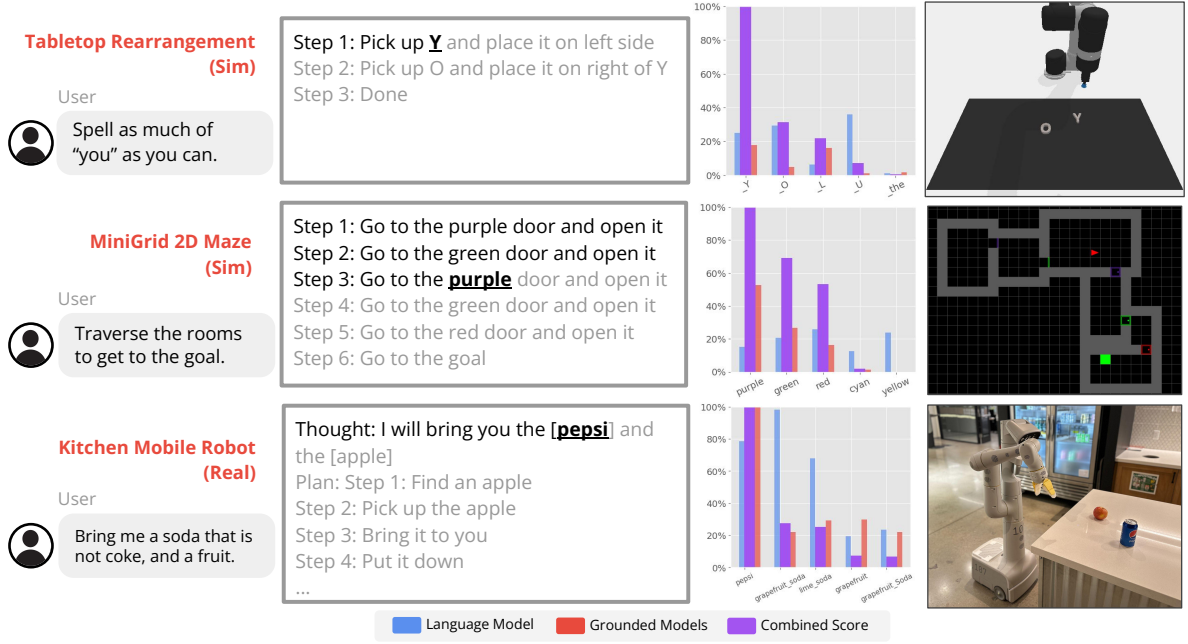 Tabletop Rearrangement
(Sim)
User
Spell as much of
“you” as you can.
Step 1: Pick up Y and place it on left side
Step 2: Pick up O and place it on right of Y
Step 3: Done
100%
80%
60%
40%
20%
0%
_Y
_O
_L
_U
_the
O
Y
MiniGrid 2D Maze
(Sim)
User
Traverse the rooms
to get to the goal.
Step 1: Go to the purple door and open it
Step 2: Go to the green door and open it
Step 3: Go to the purple door and open it
Step 4: Go to the green door and open it
Step 5: Go to the red door and open it
Step 6: Go to the goal
100%
80%
60%
40%
20%
0%
purple
green
red
cyan
yellow
Kitchen Mobile Robot
(Real)
User
Bring me a soda that is
not coke, and a fruit.
Thought: I will bring you the [pepsi] and
the [apple]
Plan: Step 1: Find an apple
Step 2: Pick up the apple
Step 3: Bring it to you
Step 4: Put it down
...
100%
80%
60%
40%
20%
0%
pepsi
grapefruit_soda
lime_soda
grapefruit
grapefruit_Soda
Language Model
Grounded Models
Combined Score